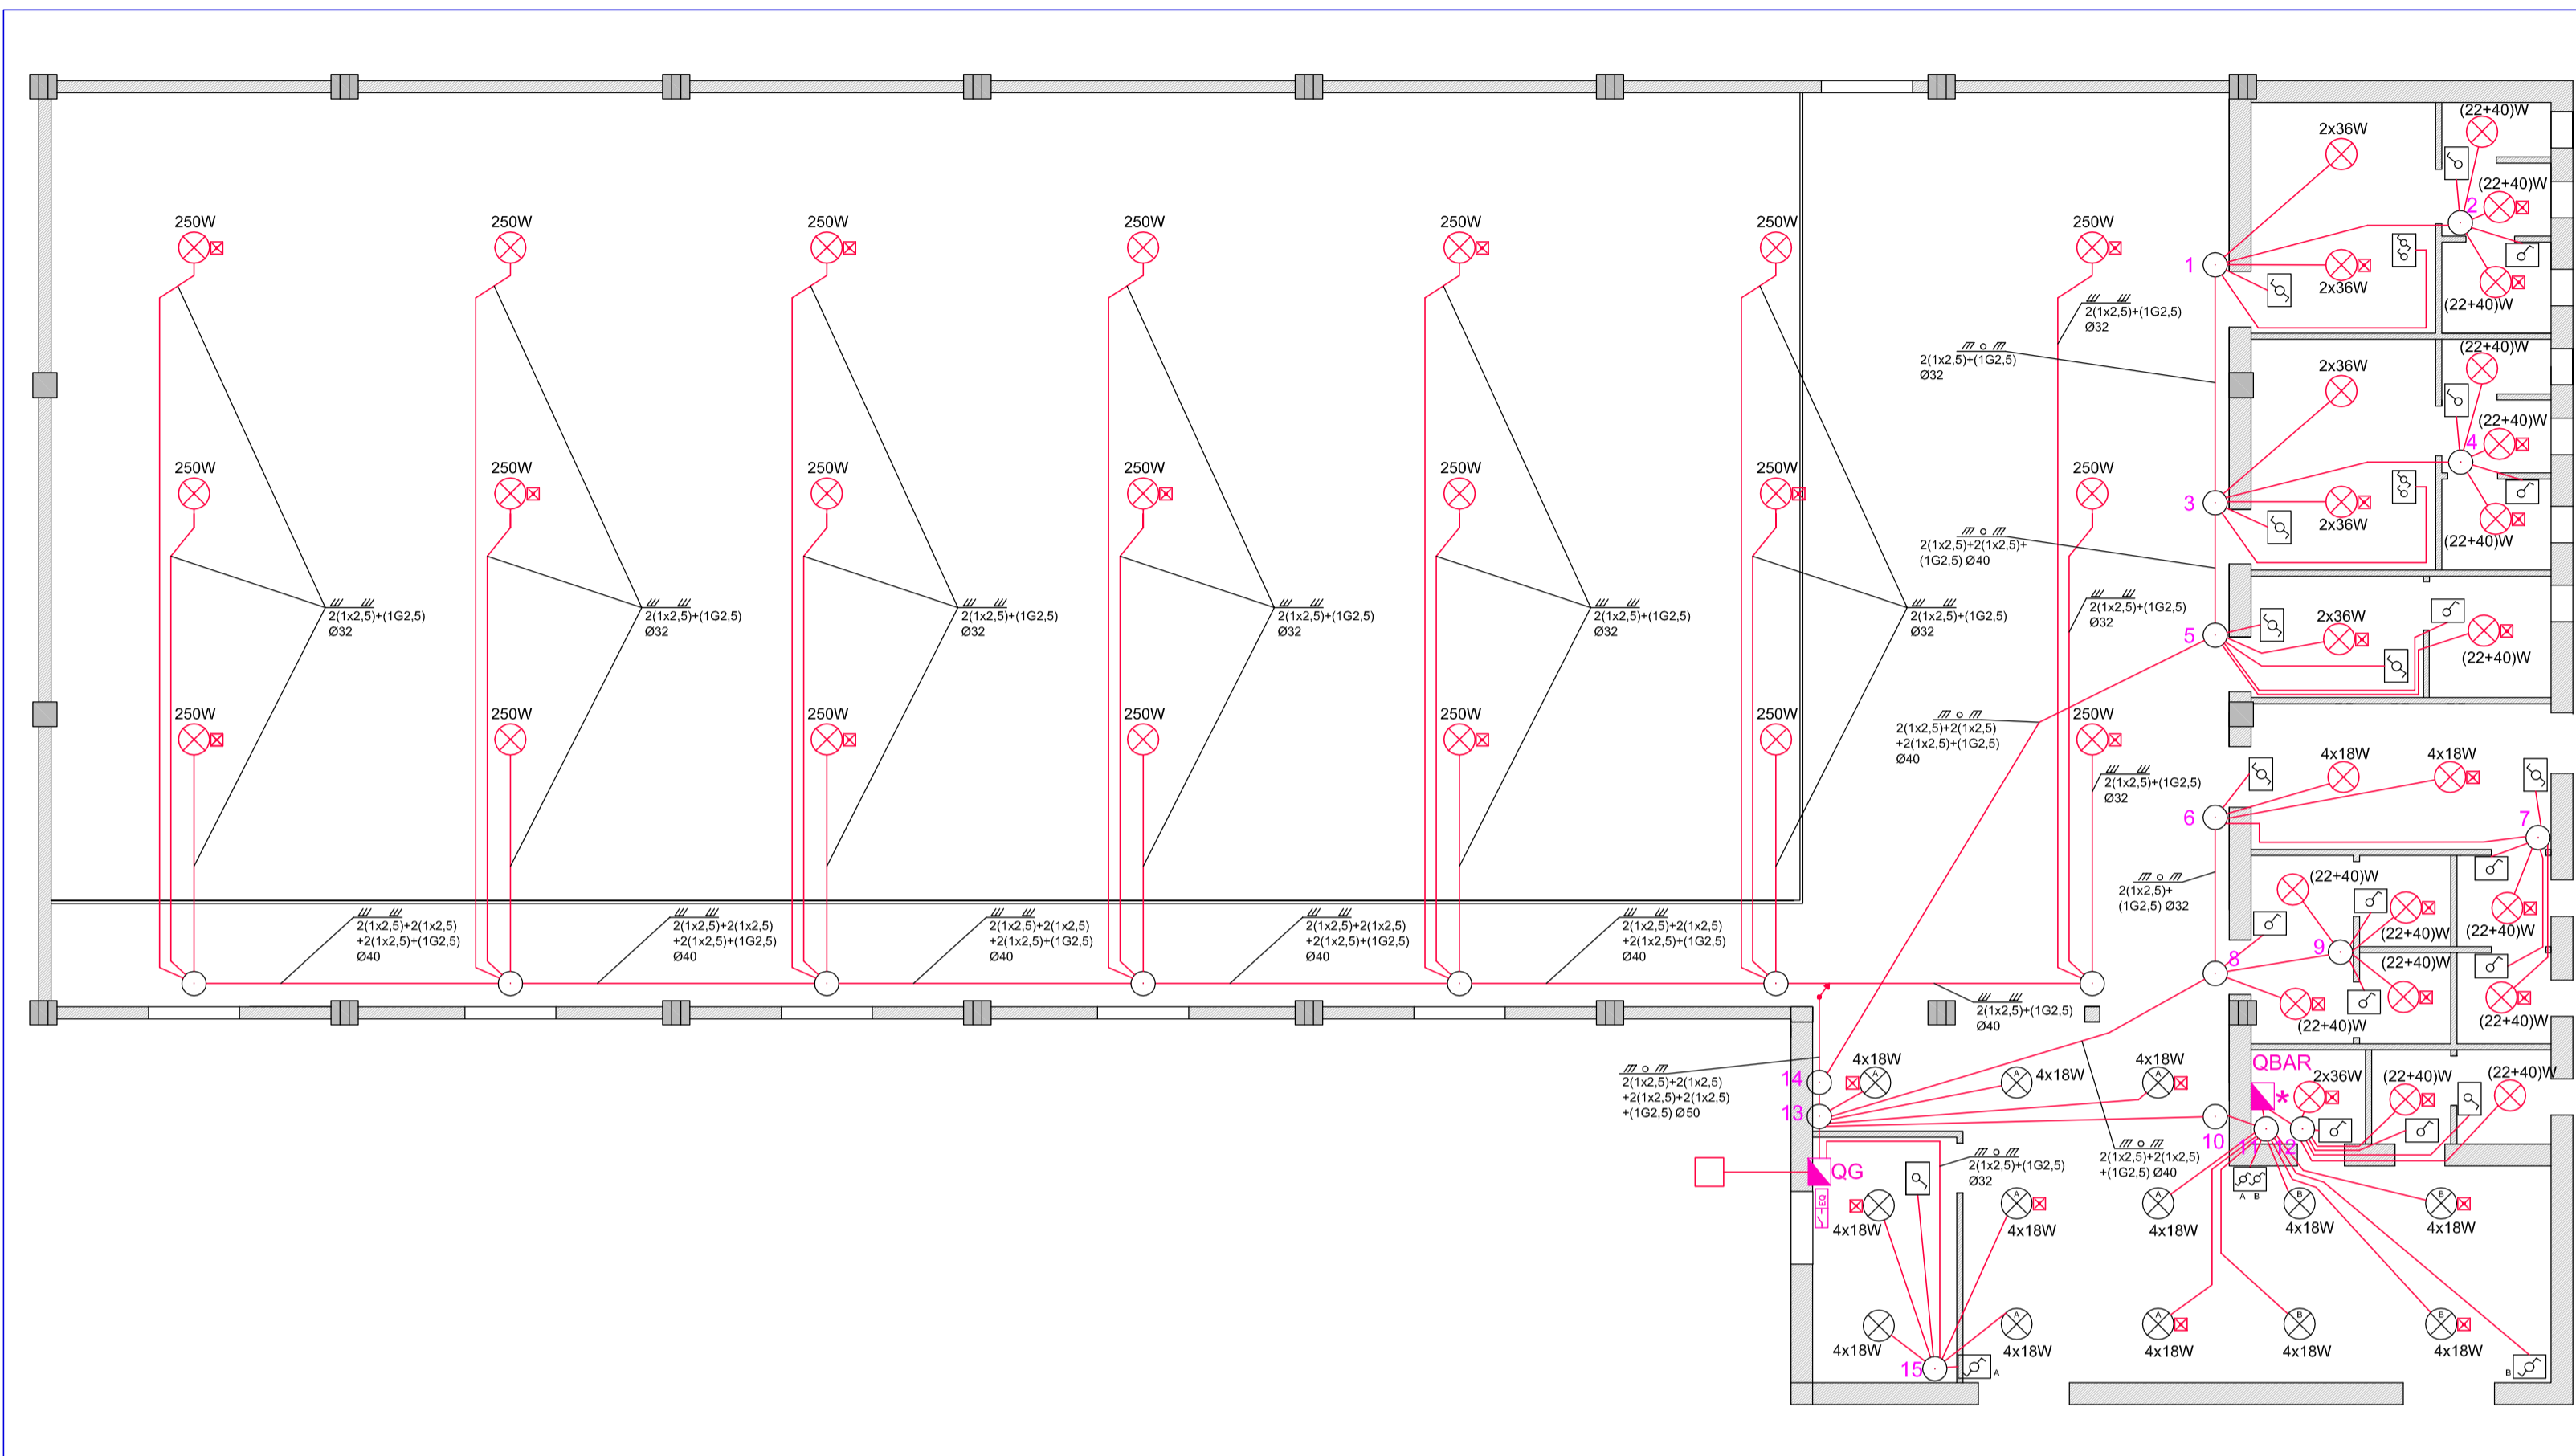 (22+40)W
2x36W
(22+40)W
2
250W
250W
250W
250W
250W
250W
250W
1
2x36W
(22+40)W
2(1x2,5)+(1G2,5)
Ø32
2(1x2,5)+(1G2,5)
Ø32
(22+40)W
2x36W
(22+40)W
4
250W
250W
250W
250W
250W
250W
250W
3
2x36W
(22+40)W
2(1x2,5)+2(1x2,5)+
(1G2,5) Ø40
2(1x2,5)+(1G2,5)
Ø32
2(1x2,5)+(1G2,5)
Ø32
2(1x2,5)+(1G2,5)
Ø32
2(1x2,5)+(1G2,5)
Ø32
2(1x2,5)+(1G2,5)
Ø32
2(1x2,5)+(1G2,5)
Ø32
2(1x2,5)+(1G2,5)
Ø32
5
2x36W
(22+40)W
250W
250W
250W
250W
250W
250W
250W
2(1x2,5)+2(1x2,5)
+2(1x2,5)+(1G2,5)
Ø40
2(1x2,5)+(1G2,5)
Ø32
4x18W
4x18W
6
7
2(1x2,5)+
(1G2,5) Ø32
(22+40)W
(22+40)W
(22+40)W
9
(22+40)W
8
(22+40)W
(22+40)W
2(1x2,5)+2(1x2,5)
+2(1x2,5)+(1G2,5)
Ø40
2(1x2,5)+2(1x2,5)
+2(1x2,5)+(1G2,5)
Ø40
2(1x2,5)+2(1x2,5)
+2(1x2,5)+(1G2,5)
Ø40
2(1x2,5)+2(1x2,5)
+2(1x2,5)+(1G2,5)
Ø40
2(1x2,5)+2(1x2,5)
+2(1x2,5)+(1G2,5)
Ø40
2(1x2,5)+(1G2,5)
Ø40
2(1x2,5)+2(1x2,5)
+2(1x2,5)+2(1x2,5)
+(1G2,5) Ø50
14
4x18W
A
A
4x18W
4x18W
A
13
QBAR
*
2x36W
(22+40)W
(22+40)W
10
11
12
2(1x2,5)+2(1x2,5)
+(1G2,5) Ø40
2(1x2,5)+(1G2,5)
Ø32
QG
EQ
A B
4x18W
A
4x18W
A
4x18W
B
4x18W
B
4x18W
4x18W
A
4x18W
A
4x18W
B
4x18W
B
4x18W
15
A
B